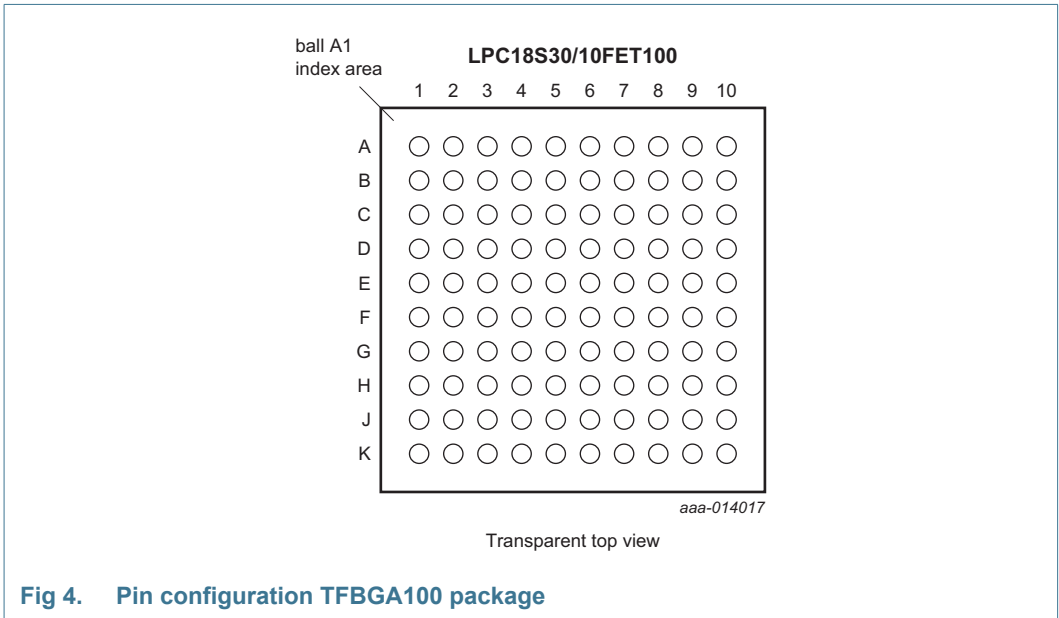 ball A1
index area
LPC18S30/10FET100
1 2 3 4 5 6 7 8 9 10
A
B
C
D
E
F
G
H
J
K
aaa-014017
Transparent top view
Fig 4. Pin configuration TFBGA100 package